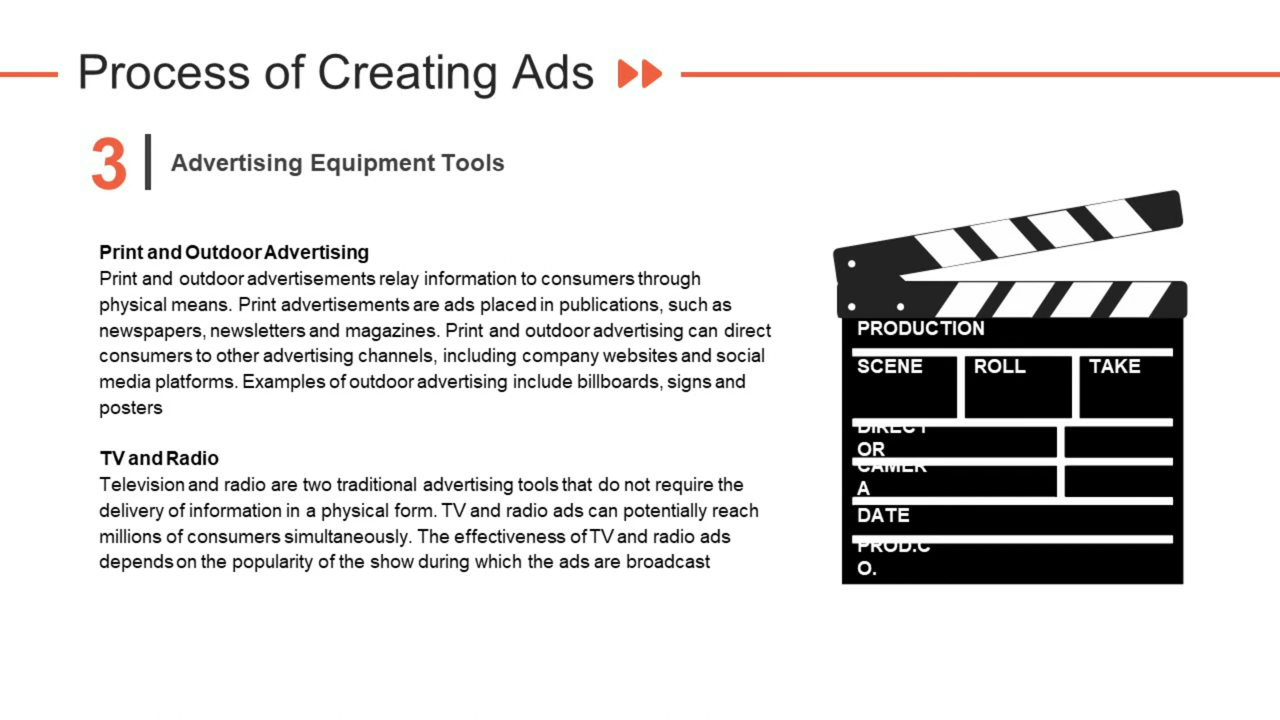 Process of Creating Ads
3
Advertising Equipment Tools
Print and Outdoor Advertising
Print and outdoor advertisements relay information to consumers through
physical means. Print advertisements are ads placed in publications, such as
newspapers, newsletters and magazines. Print and outdoor advertising can direct
consumers to other advertising channels, including company websites and social
media platforms. Examples of outdoor advertising include billboards, signs and
posters
TV and Radio
Television and radio are two traditional advertising tools that do not require the
delivery of information in a physical form. TV and radio ads can potentially reach
millions of consumers simultaneously. The effectiveness of TV and radio ads
depends on the popularity of the show during which the ads are broadcast
PRODUCTION
SCENE ROLL TAKE
DIRECT
OR
CAMER
A
DATE
PROD.C
O.